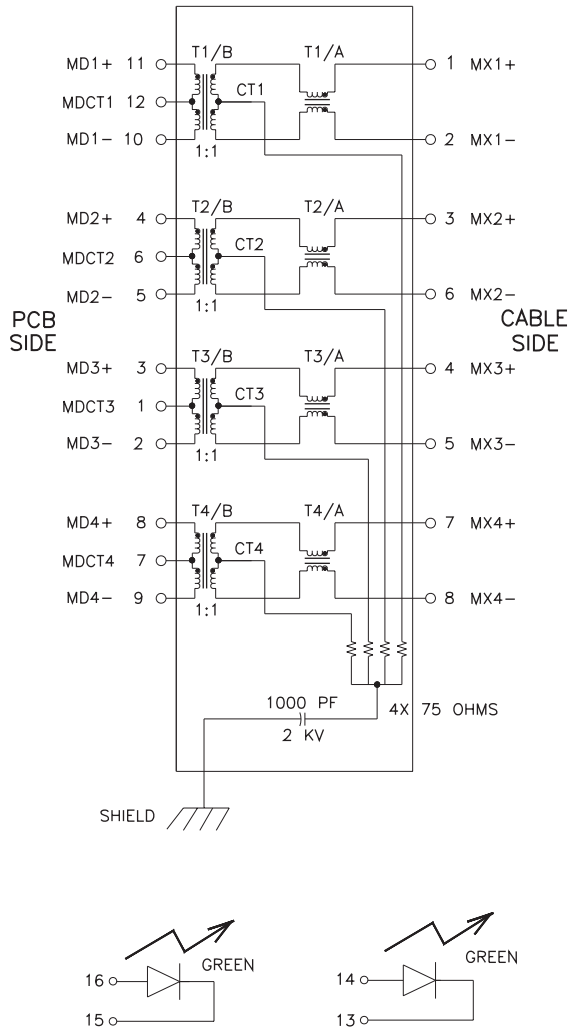 T1/B T1/A
MD1+ 11 1 MX1+
MDCT1 12 CT1
MD1- 10 2 MX1-
1:1
T2/B T2/A
MD2+ 4 3 MX2+
MDCT2 6 CT2
MD2- 5 6 MX2-
1:1
PCB SIDE
CABLE SIDE
T3/B T3/A
MD3+ 3 4 MX3+
MDCT3 1 CT3
MD3- 2 5 MX3-
1:1
T4/B T4/A
MD4+ 8 7 MX4+
MDCT4 7 CT4
MD4- 9 8 MX4-
1:1
1000 PF
2 KV
4X 75 OHMS
SHIELD
GREEN
16
15
GREEN
14
13